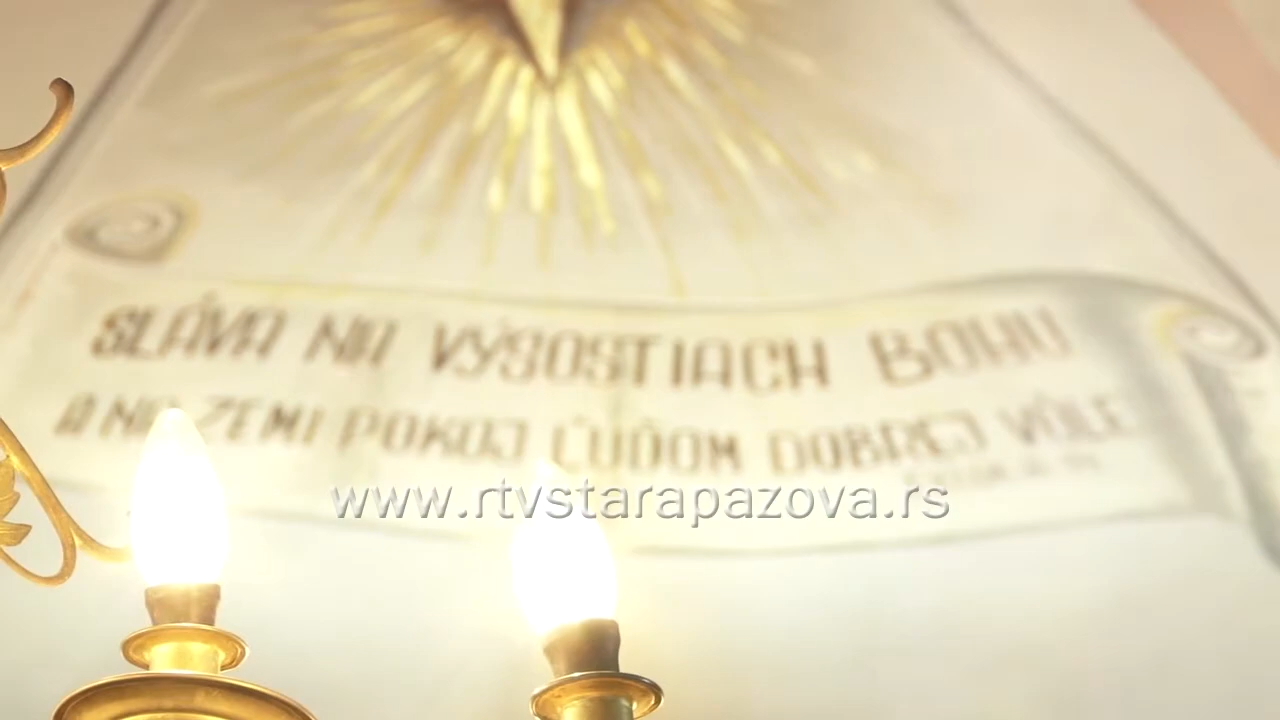 SLÁVA NA VÝSOSTIACH BOHU
A NA ZEMI POKOJ ĽUĎOM DOBREJ VÔLE
www.rtvstarapazova.rs